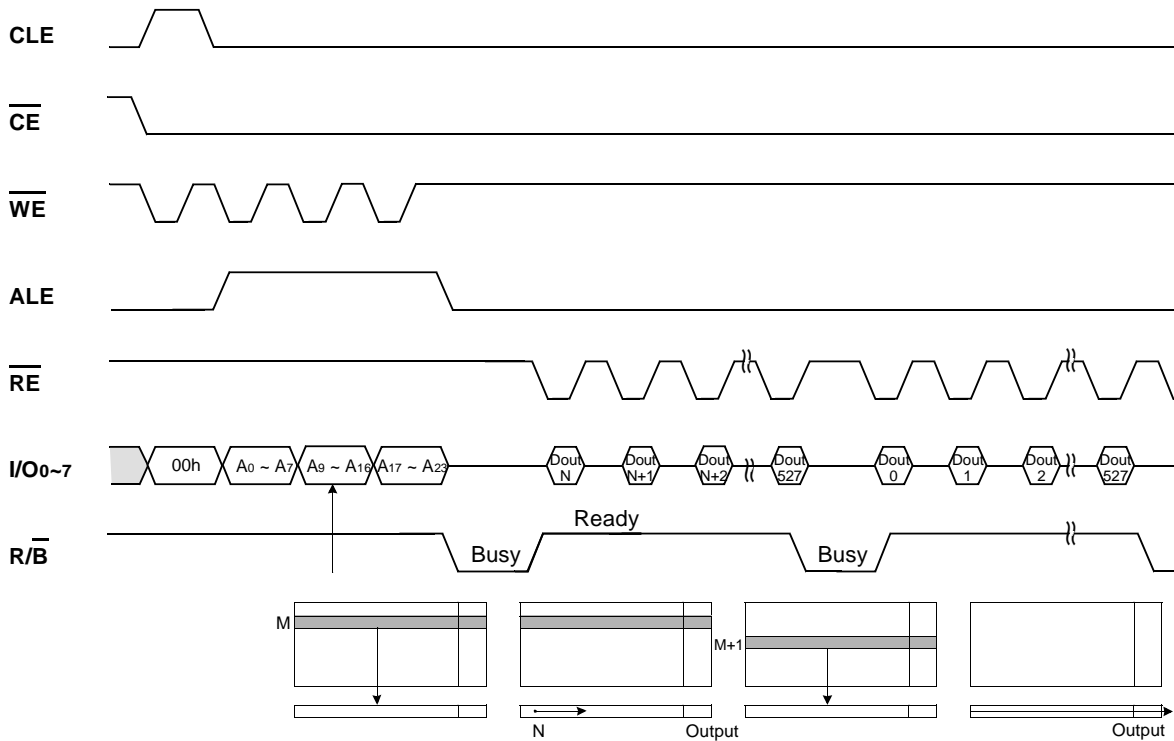 CLE
CE
WE
ALE
RE
I/O0~7 00h A0 ~ A7 A9 ~ A16 A17 ~ A23 Dout N Dout N+1 Dout N+2 Dout 527 Dout 0 Dout 1 Dout 2 Dout 527
R/B Busy Ready Busy
M M+1
N Output Output